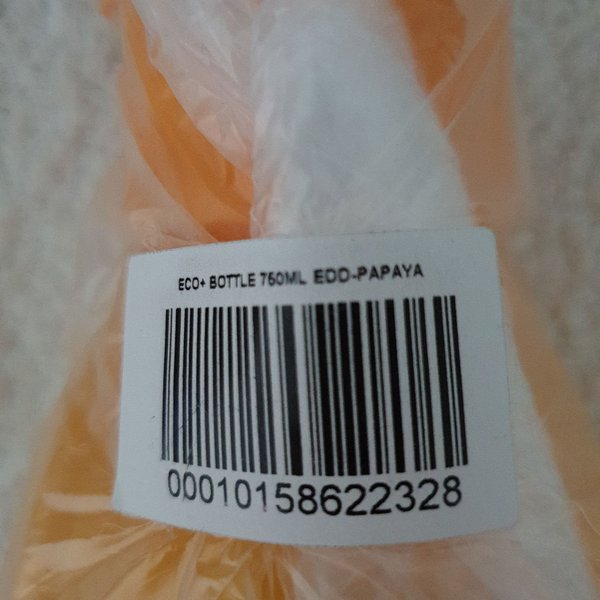 ECO+ BOTTLE 750ML EDD-PAPAYA
00010158622328